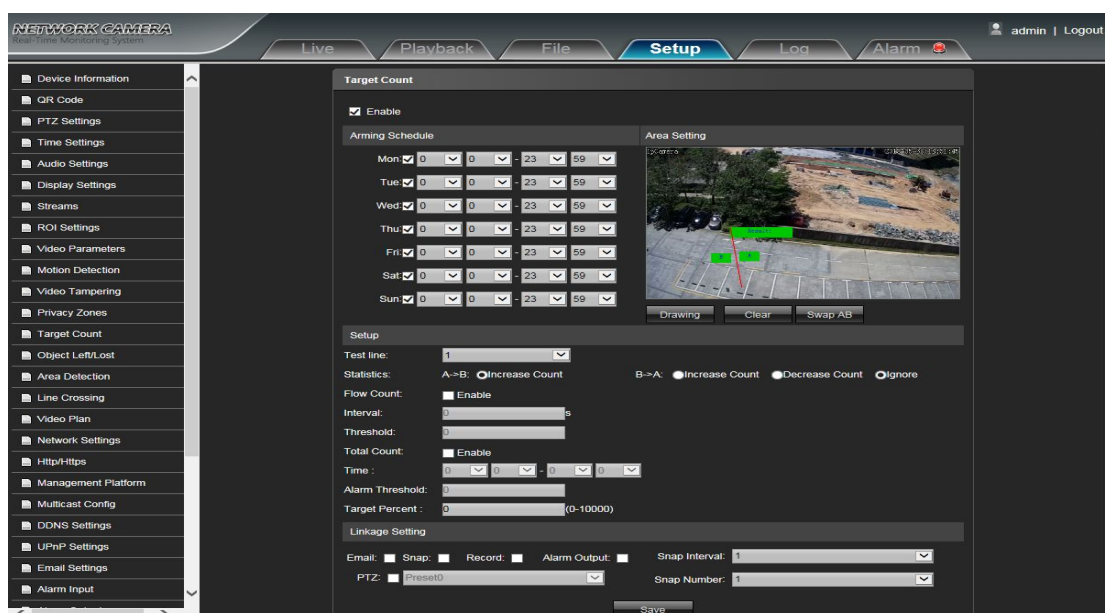 NETWORK CAMERA
Real-Time Monitoring System
Live
Playback
File
Setup
Log
Alarm
admin | Logout
Device Information
QR Code
PTZ Settings
Time Settings
Audio Settings
Display Settings
Streams
ROI Settings
Video Parameters
Motion Detection
Video Tampering
Privacy Zones
Target Count
Object Left/Lost
Area Detection
Line Crossing
Video Plan
Network Settings
Http/Https
Management Platform
Multicast Config
DDNS Settings
UPnP Settings
Email Settings
Alarm Input
Target Count
Enable
Arming Schedule
Mon: 0 0 - 23 59
Tue: 0 0 - 23 59
Wed: 0 0 - 23 59
Thu: 0 0 - 23 59
Fri: 0 0 - 23 59
Sat: 0 0 - 23 59
Sun: 0 0 - 23 59
Area Setting
Drawing Clear Swap AB
Setup
Test line: 1
Statistics: A->B: Increase Count B->A: Increase Count Decrease Count Ignore
Flow Count: Enable
Interval: 0 s
Threshold: 0
Total Count: Enable
Time : 0 0 - 0 0
Alarm Threshold: 0
Target Percent : 0 (0-10000)
Linkage Setting
Email: Snap: Record: Alarm Output: Snap Interval: 1
PTZ: Preset0 Snap Number: 1
Save